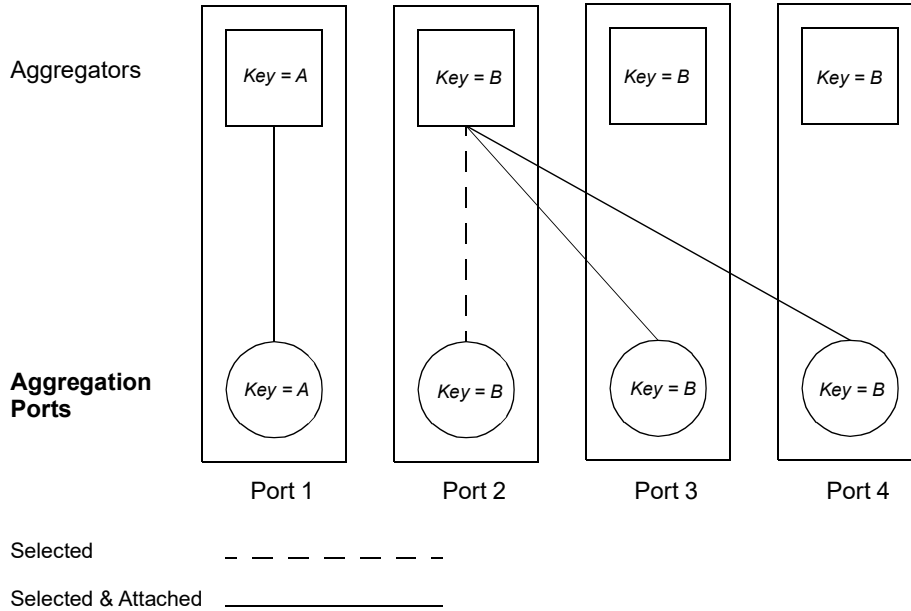 Aggregators
Key = A
Key = B
Key = B
Key = B
Aggregation
Ports
Key = A
Key = B
Key = B
Key = B
Port 1
Port 2
Port 3
Port 4
Selected
Selected & Attached